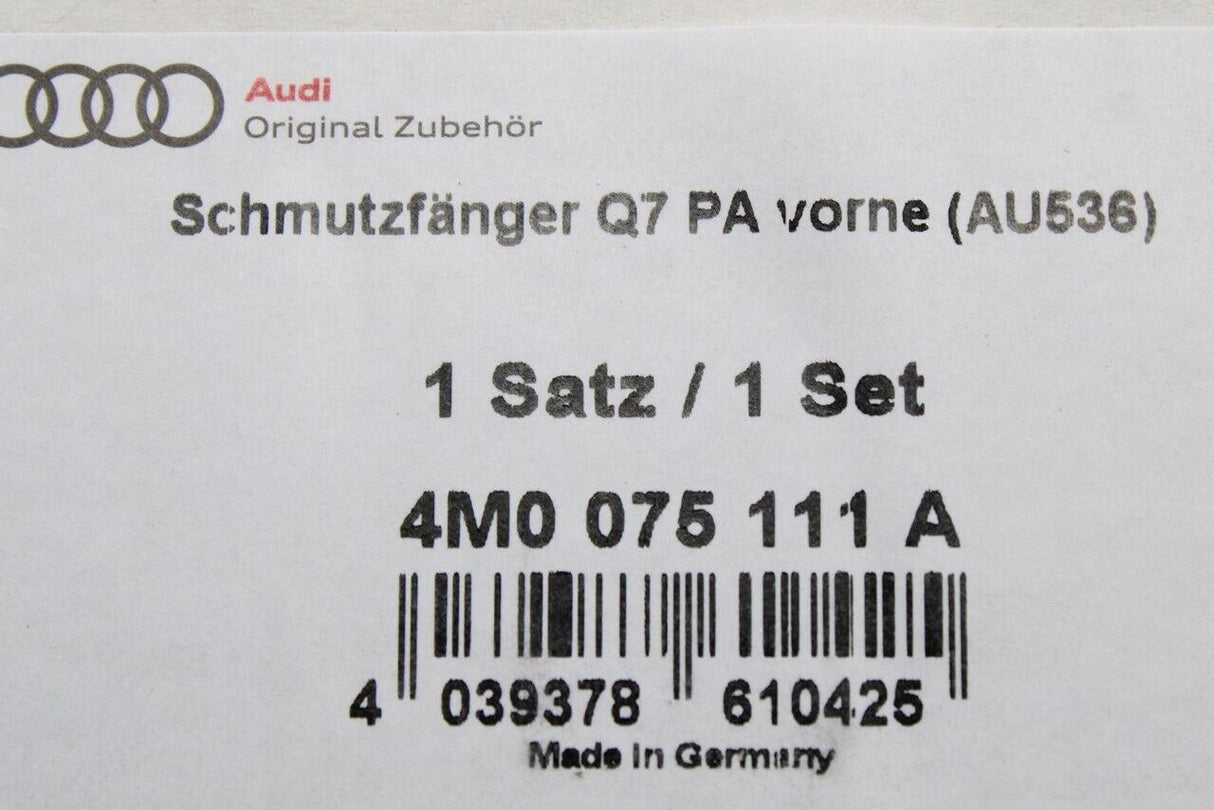 Audi
Original Zubehör
Schmutzfänger Q7 PA vorne (AU536)
1 Satz / 1 Set
4M0 075 111 A
4 039378 610425
Made in Germany